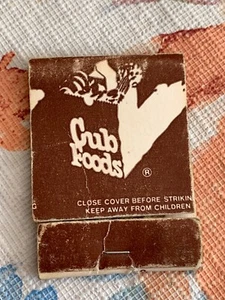 Cub
Foods
®
CLOSE COVER BEFORE STRIKIN
KEEP AWAY FROM CHILDREN